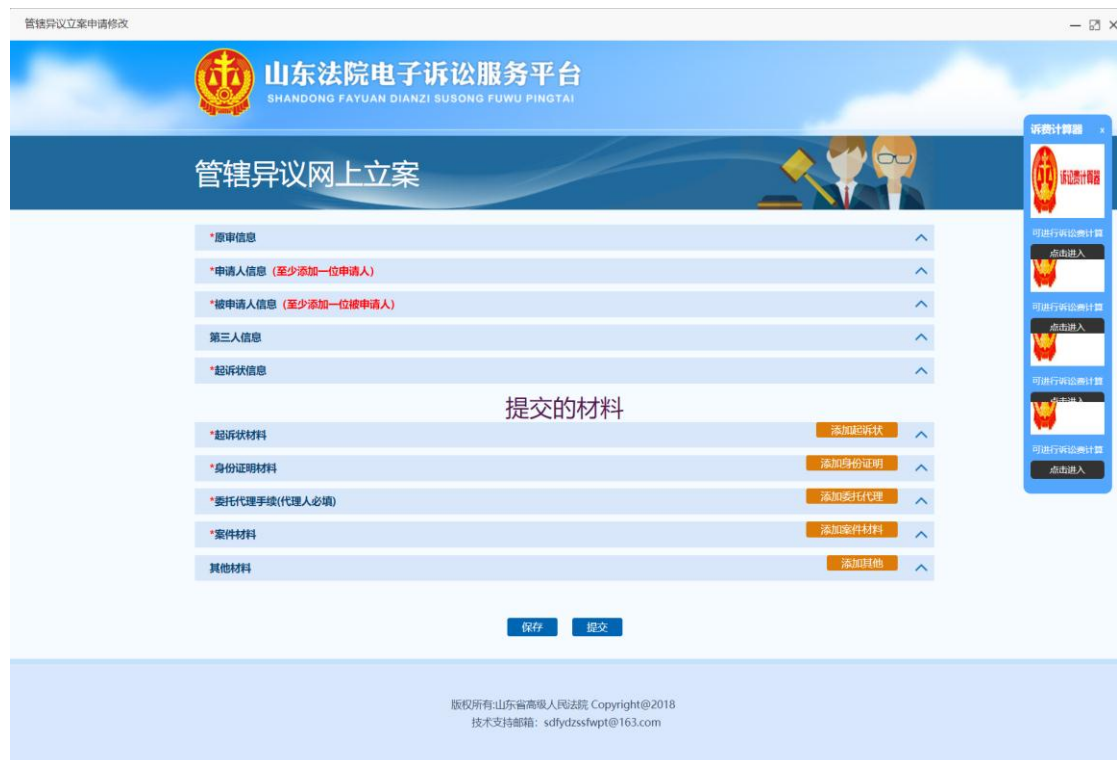 管辖异议立案申请修改
山东法院电子诉讼服务平台
SHANDONG FAYUAN DIANZI SUSONG FUWU PINGTAI
管辖异议网上立案
*原审信息
*申请人信息（至少添加一位申请人）
*被申请人信息（至少添加一位被申请人）
第三人信息
*起诉状信息
提交的材料
*起诉状材料 添加起诉状
*身份证明材料 添加身份证明
*委托代理手续(代理人必填) 添加委托代理
*案件材料 添加案件材料
其他材料 添加其他
保存 提交
诉费计算器 x
诉讼费计算器
可进行诉讼费计算
点击进入
可进行诉讼费计算
点击进入
可进行诉讼费计算
点击进入
可进行诉讼费计算
点击进入
版权所有:山东省高级人民法院 Copyright@2018
技术支持邮箱：sdfydzssfwpt@163.com